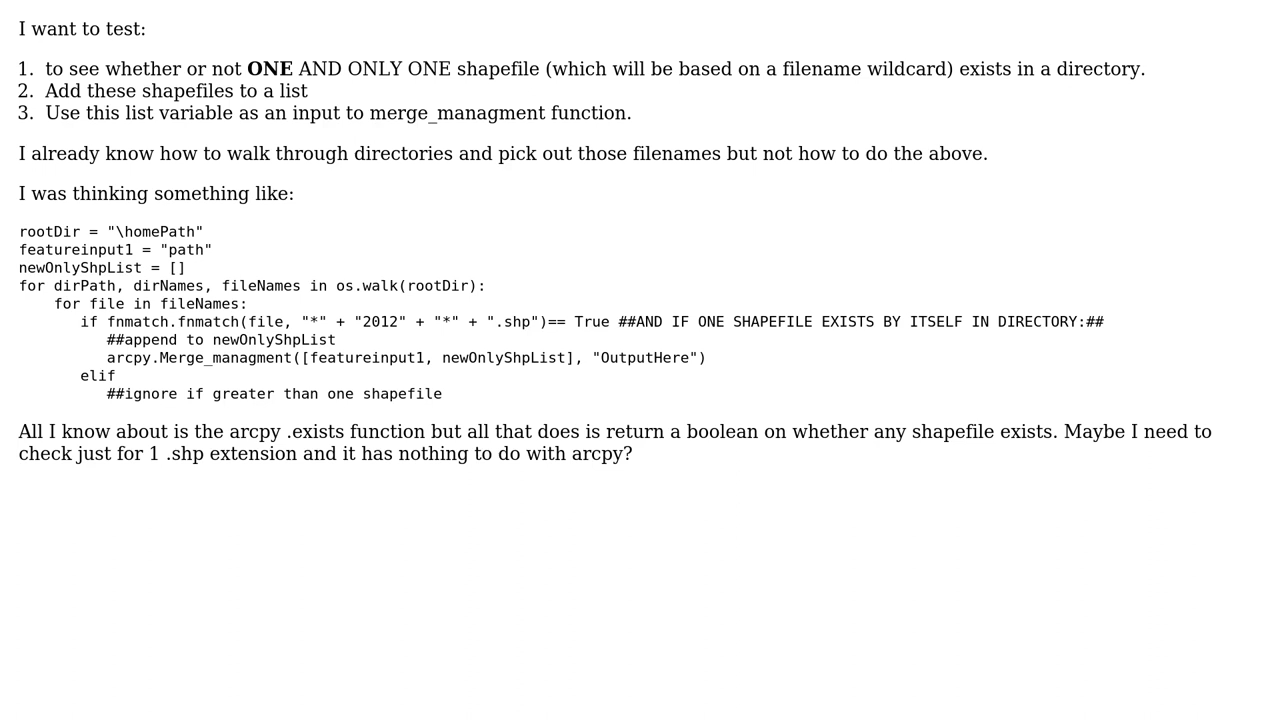 I want to test:
1. to see whether or not ONE AND ONLY ONE shapefile (which will be based on a filename wildcard) exists in a directory.
2. Add these shapefiles to a list
3. Use this list variable as an input to merge_managment function.
I already know how to walk through directories and pick out those filenames but not how to do the above.
I was thinking something like:
rootDir = "\homePath"
featureinput1 = "path"
newOnlyShpList = []
for dirPath, dirNames, fileNames in os.walk(rootDir):
    for file in fileNames:
       if fnmatch.fnmatch(file, "*" + "2012" + "*" + ".shp")== True ##AND IF ONE SHAPEFILE EXISTS BY ITSELF IN DIRECTORY:##
          ##append to newOnlyShpList
          arcpy.Merge_managment([featureinput1, newOnlyShpList], "OutputHere")
       elif
          ##ignore if greater than one shapefile
All I know about is the arcpy .exists function but all that does is return a boolean on whether any shapefile exists. Maybe I need to
check just for 1 .shp extension and it has nothing to do with arcpy?